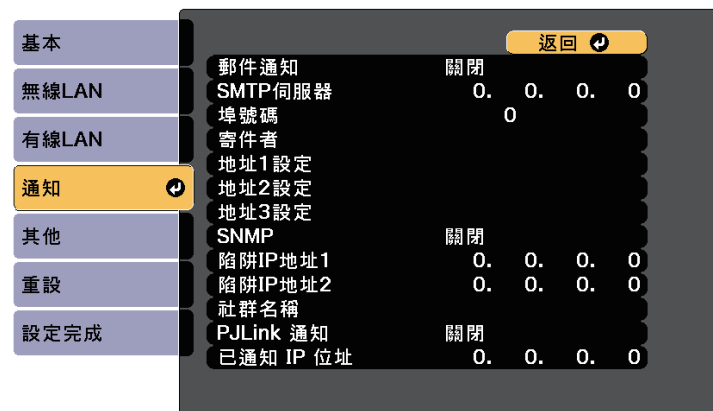 基本
無線LAN
有線LAN
通知
其他
重設
設定完成
返回
郵件通知 關閉
SMTP伺服器 0. 0. 0. 0
埠號碼 0
寄件者
地址1設定
地址2設定
地址3設定
SNMP 關閉
陷阱IP地址1 0. 0. 0. 0
陷阱IP地址2 0. 0. 0. 0
社群名稱
PJLink 通知 關閉
已通知 IP 位址 0. 0. 0. 0